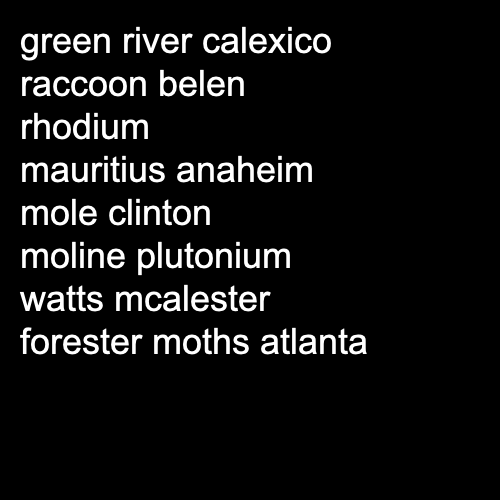 green river calexico
raccoon belen
rhodium
mauritius anaheim
mole clinton
moline plutonium
watts mcalester
forester moths atlanta